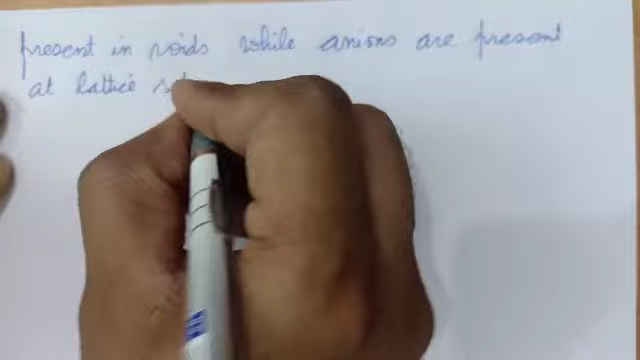 present in voids while anions are present
at lattice